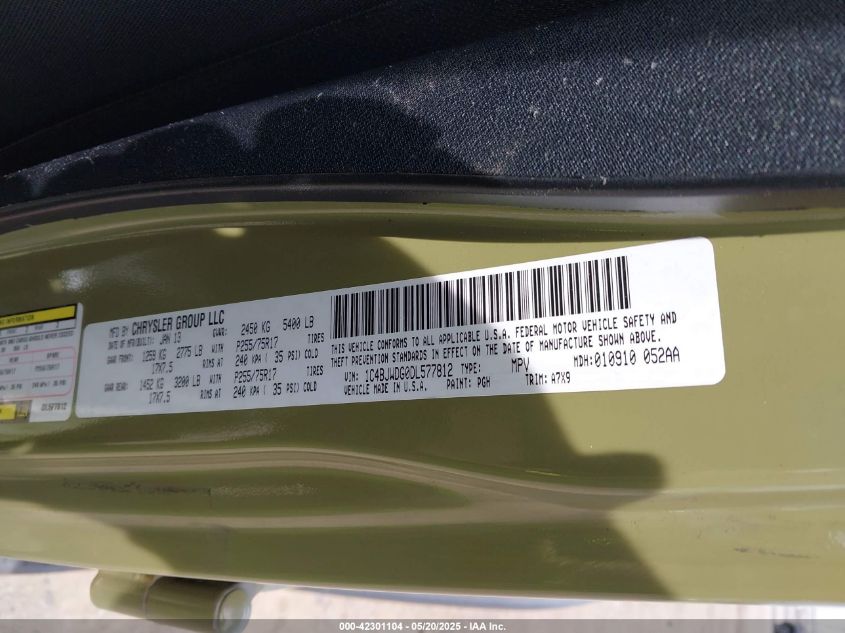 MFD BY CHRYSLER GROUP LLC
DATE OF MFR(BUILT): JAN 13 GVWR: 2450 KG 5400 LB
GAWR FRONT: 1259 KG 2775 LB WITH P255/75R17 TIRES
17X7.5 RIMS AT 240 KPA ( 35 PSI) COLD
GAWR REAR: 1452 KG 3200 LB WITH P255/75R17 TIRES
17X7.5 RIMS AT 240 KPA ( 35 PSI) COLD
THIS VEHICLE CONFORMS TO ALL APPLICABLE U.S.A. FEDERAL MOTOR VEHICLE SAFETY AND
THEFT PREVENTION STANDARDS IN EFFECT ON THE DATE OF MANUFACTURE SHOWN ABOVE.
VIN: 1C4BJWDG0DL577812 TYPE: MPV MDH:010910 052AA
VEHICLE MADE IN U.S.A. PAINT: PGH TRIM: A7X9
DL577812
000-42301104 - 05/20/2025 - IAA Inc.